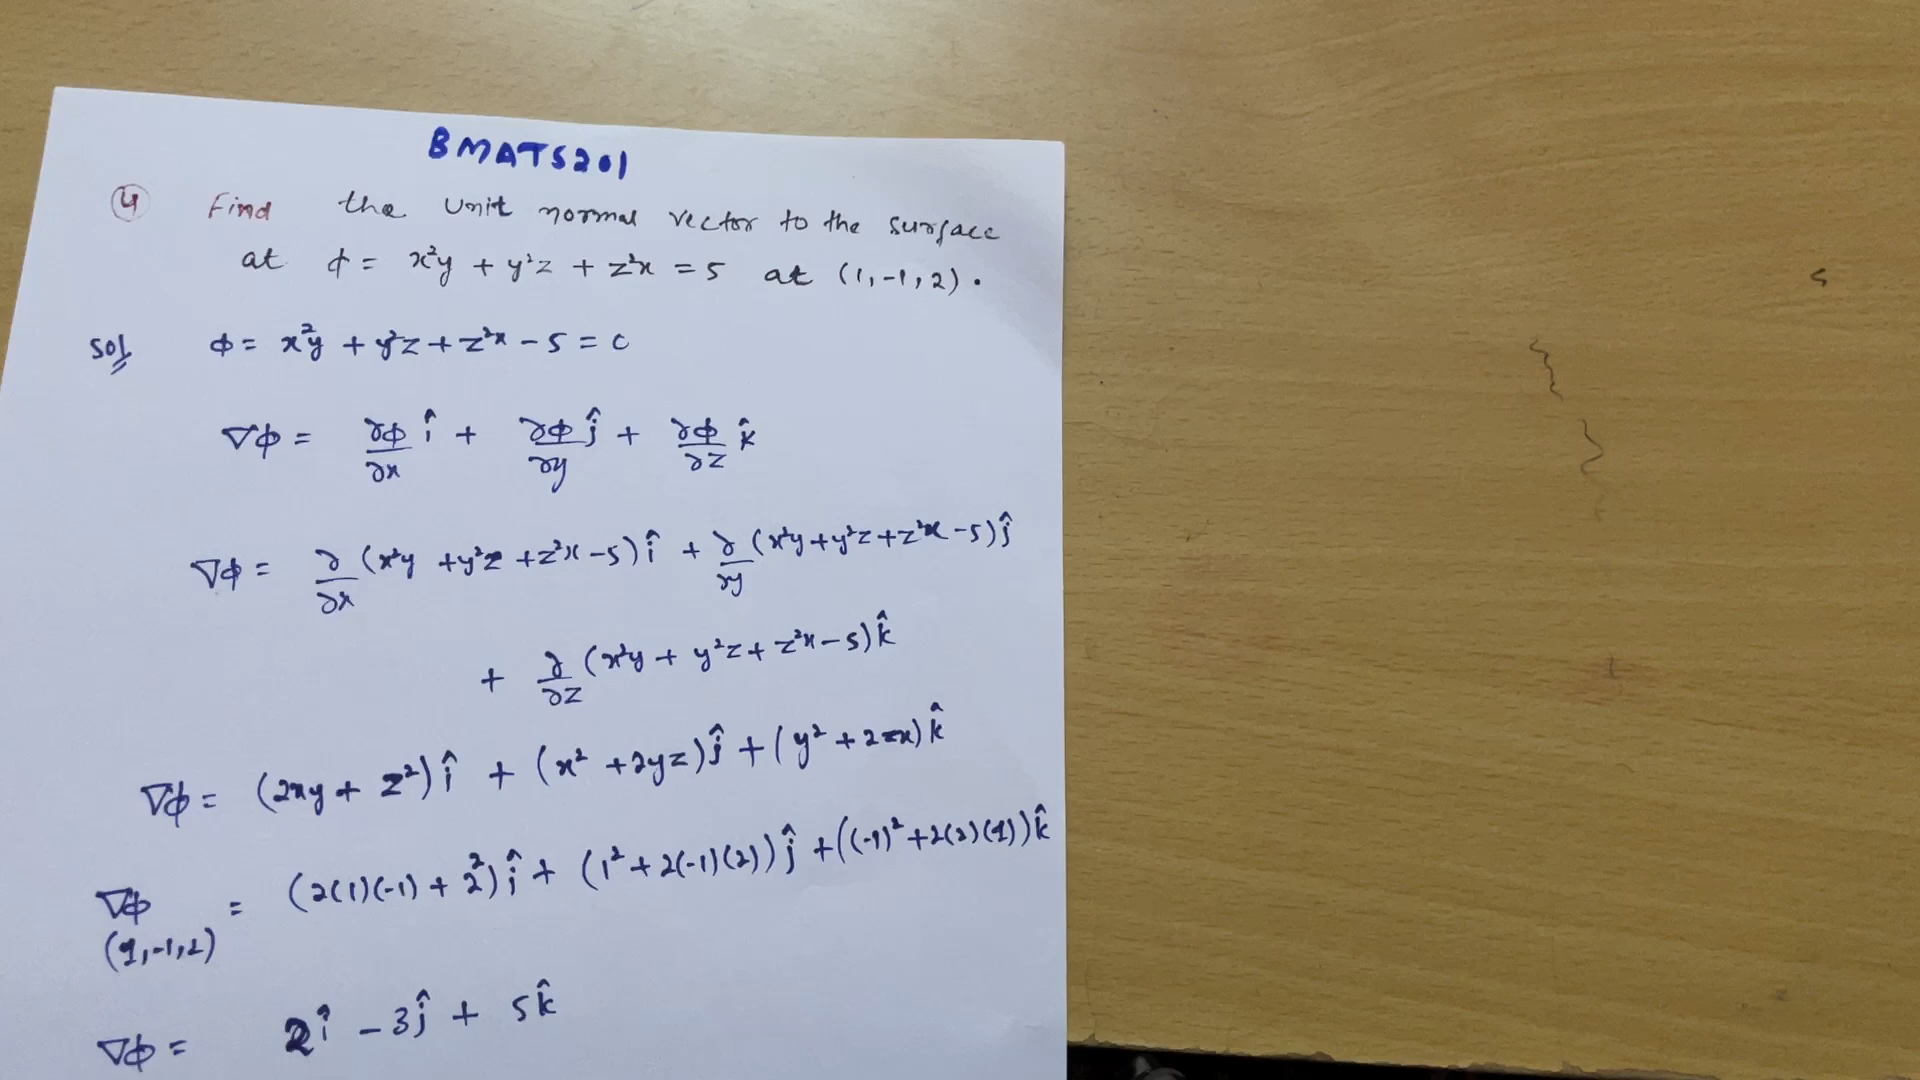 BMATS201
4 Find the unit normal vector to the surface
at φ = x²y + y²z + z²x = 5 at (1,-1,2).
Sol φ = x²y + y²z + z²x - 5 = C
∇φ = ∂φ/∂x î + ∂φ/∂y ĵ + ∂φ/∂z k̂
∇φ = ∂/∂x (x²y + y²z + z²x - 5) î + ∂/∂y (x²y + y²z + z²x - 5) ĵ
+ ∂/∂z (x²y + y²z + z²x - 5) k̂
∇φ = (2xy + z²) î + (x² + 2yz) ĵ + (y² + 2zx) k̂
∇φ = (2(1)(-1) + 2²) î + (1² + 2(-1)(2)) ĵ + ((-1)² + 2(2)(1)) k̂
(1,-1,2)
∇φ = 2î - 3ĵ + 5k̂